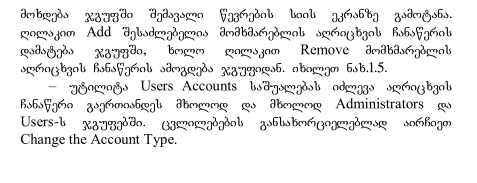 მოხდება ჯგუფში შემავალი წევრების სიის ეკრანზე გამოტანა.
ღილაკით Add შესაძლებელია მომხმარებლის აღრიცხვის ჩანაწერის
დამატება ჯგუფში, ხოლო ღილაკით Remove მომხმარებლის
აღრიცხვის ჩანაწერის ამოგდება ჯგუფიდან. იხილეთ ნახ.1.5.
– უტილიტა Users Accounts საშუალებას იძლევა აღრიცხვის
ჩანაწერი გაერთიანდეს მხოლოდ და მხოლოდ Administrators და
Users-ს ჯგუფებში. ცვლილებების განსახორციელებლად აირჩიეთ
Change the Account Type.